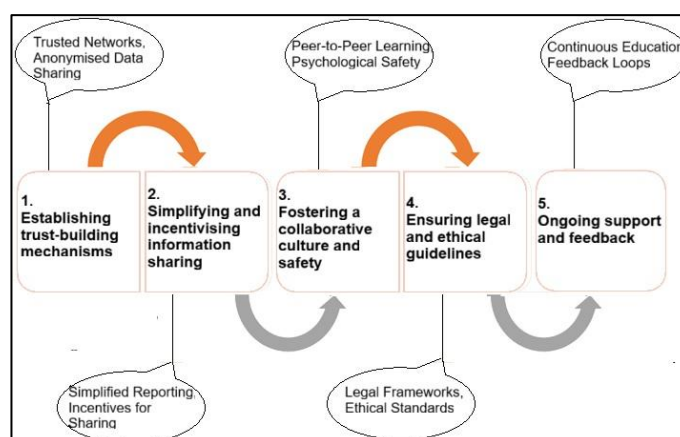 Trusted Networks,
Anonymised Data
Sharing
Peer-to-Peer Learning
Psychological Safety
Continuous Education
Feedback Loops
1.
Establishing
trust-building
mechanisms
2.
Simplifying and
incentivising
information
sharing
3.
Fostering a
collaborative
culture and
safety
4.
Ensuring legal
and ethical
guidelines
5.
Ongoing support
and feedback
Simplified Reporting,
Incentives for
Sharing
Legal Frameworks,
Ethical Standards